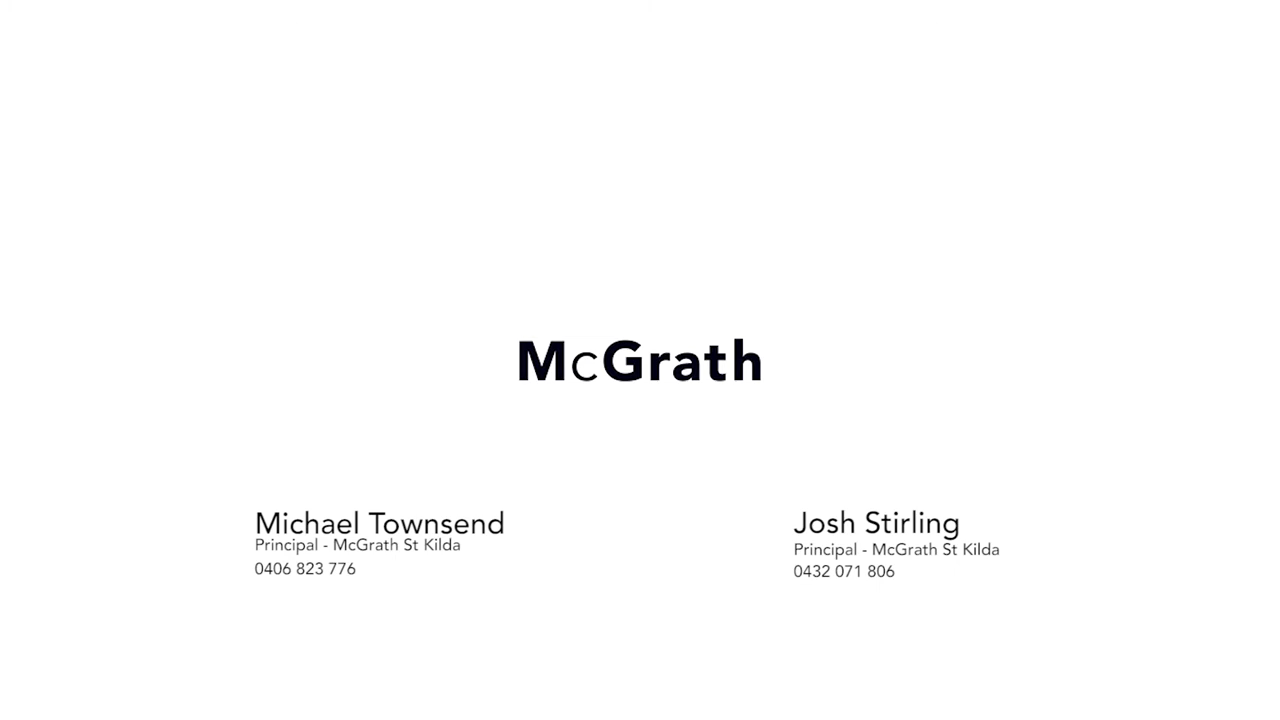 McGrath
Michael Townsend
Principal - McGrath St Kilda
0406 823 776
Josh Stirling
Principal - McGrath St Kilda
0432 071 806